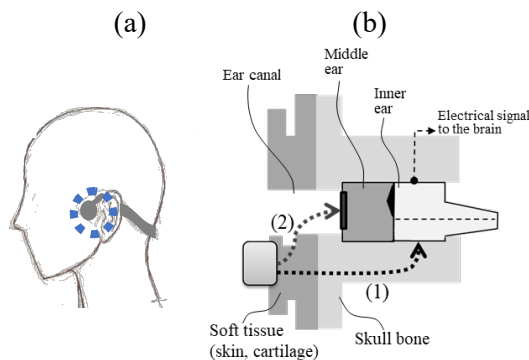 (a)
(b)
Middle
ear
Ear canal
Inner
ear
Electrical signal
to the brain
(2)
(1)
Soft tissue
(skin, cartilage)
Skull bone